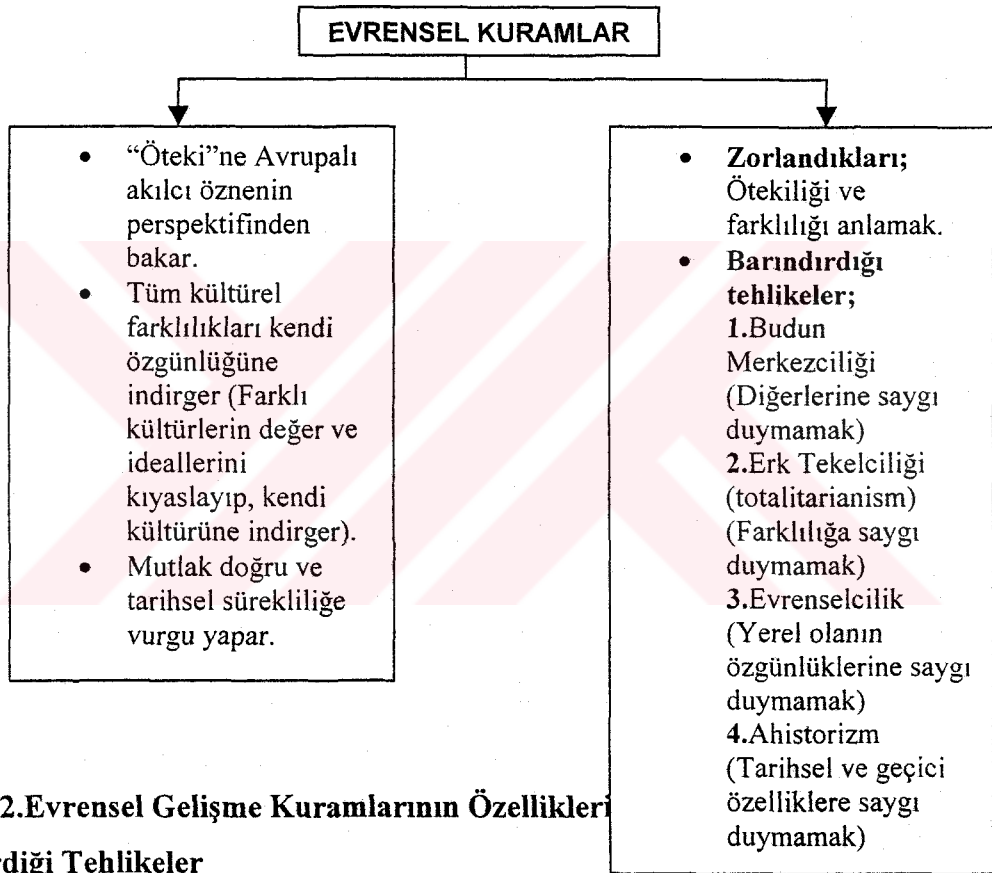 EVRENSEL KURAMLAR
• “Öteki”ne Avrupalı
akılcı öznenin
perspektifinden
bakar.
• Tüm kültürel
farklılıkları kendi
özgünlüğüne
indirger (Farklı
kültürlerin değer ve
ideallerini
kıyaslayıp, kendi
kültürüne indirger).
• Mutlak doğru ve
tarihsel sürekliliğe
vurgu yapar.
• Zorlandıkları;
Ötekiliği ve
farklılığı anlamak.
• Barındırdığı
tehlikeler;
1.Budun
Merkezciliği
(Diğerlerine saygı
duymamak)
2.Erk Tekelciliği
(totalitarianism)
(Farklılığa saygı
duymamak)
3.Evrenselcilik
(Yerel olanın
özgünlüklerine saygı
duymamak)
4.Ahistorizm
(Tarihsel ve geçici
özelliklere saygı
duymamak)
2.Evrensel Gelişme Kuramlarının Özellikleri
rdiği Tehlikeler